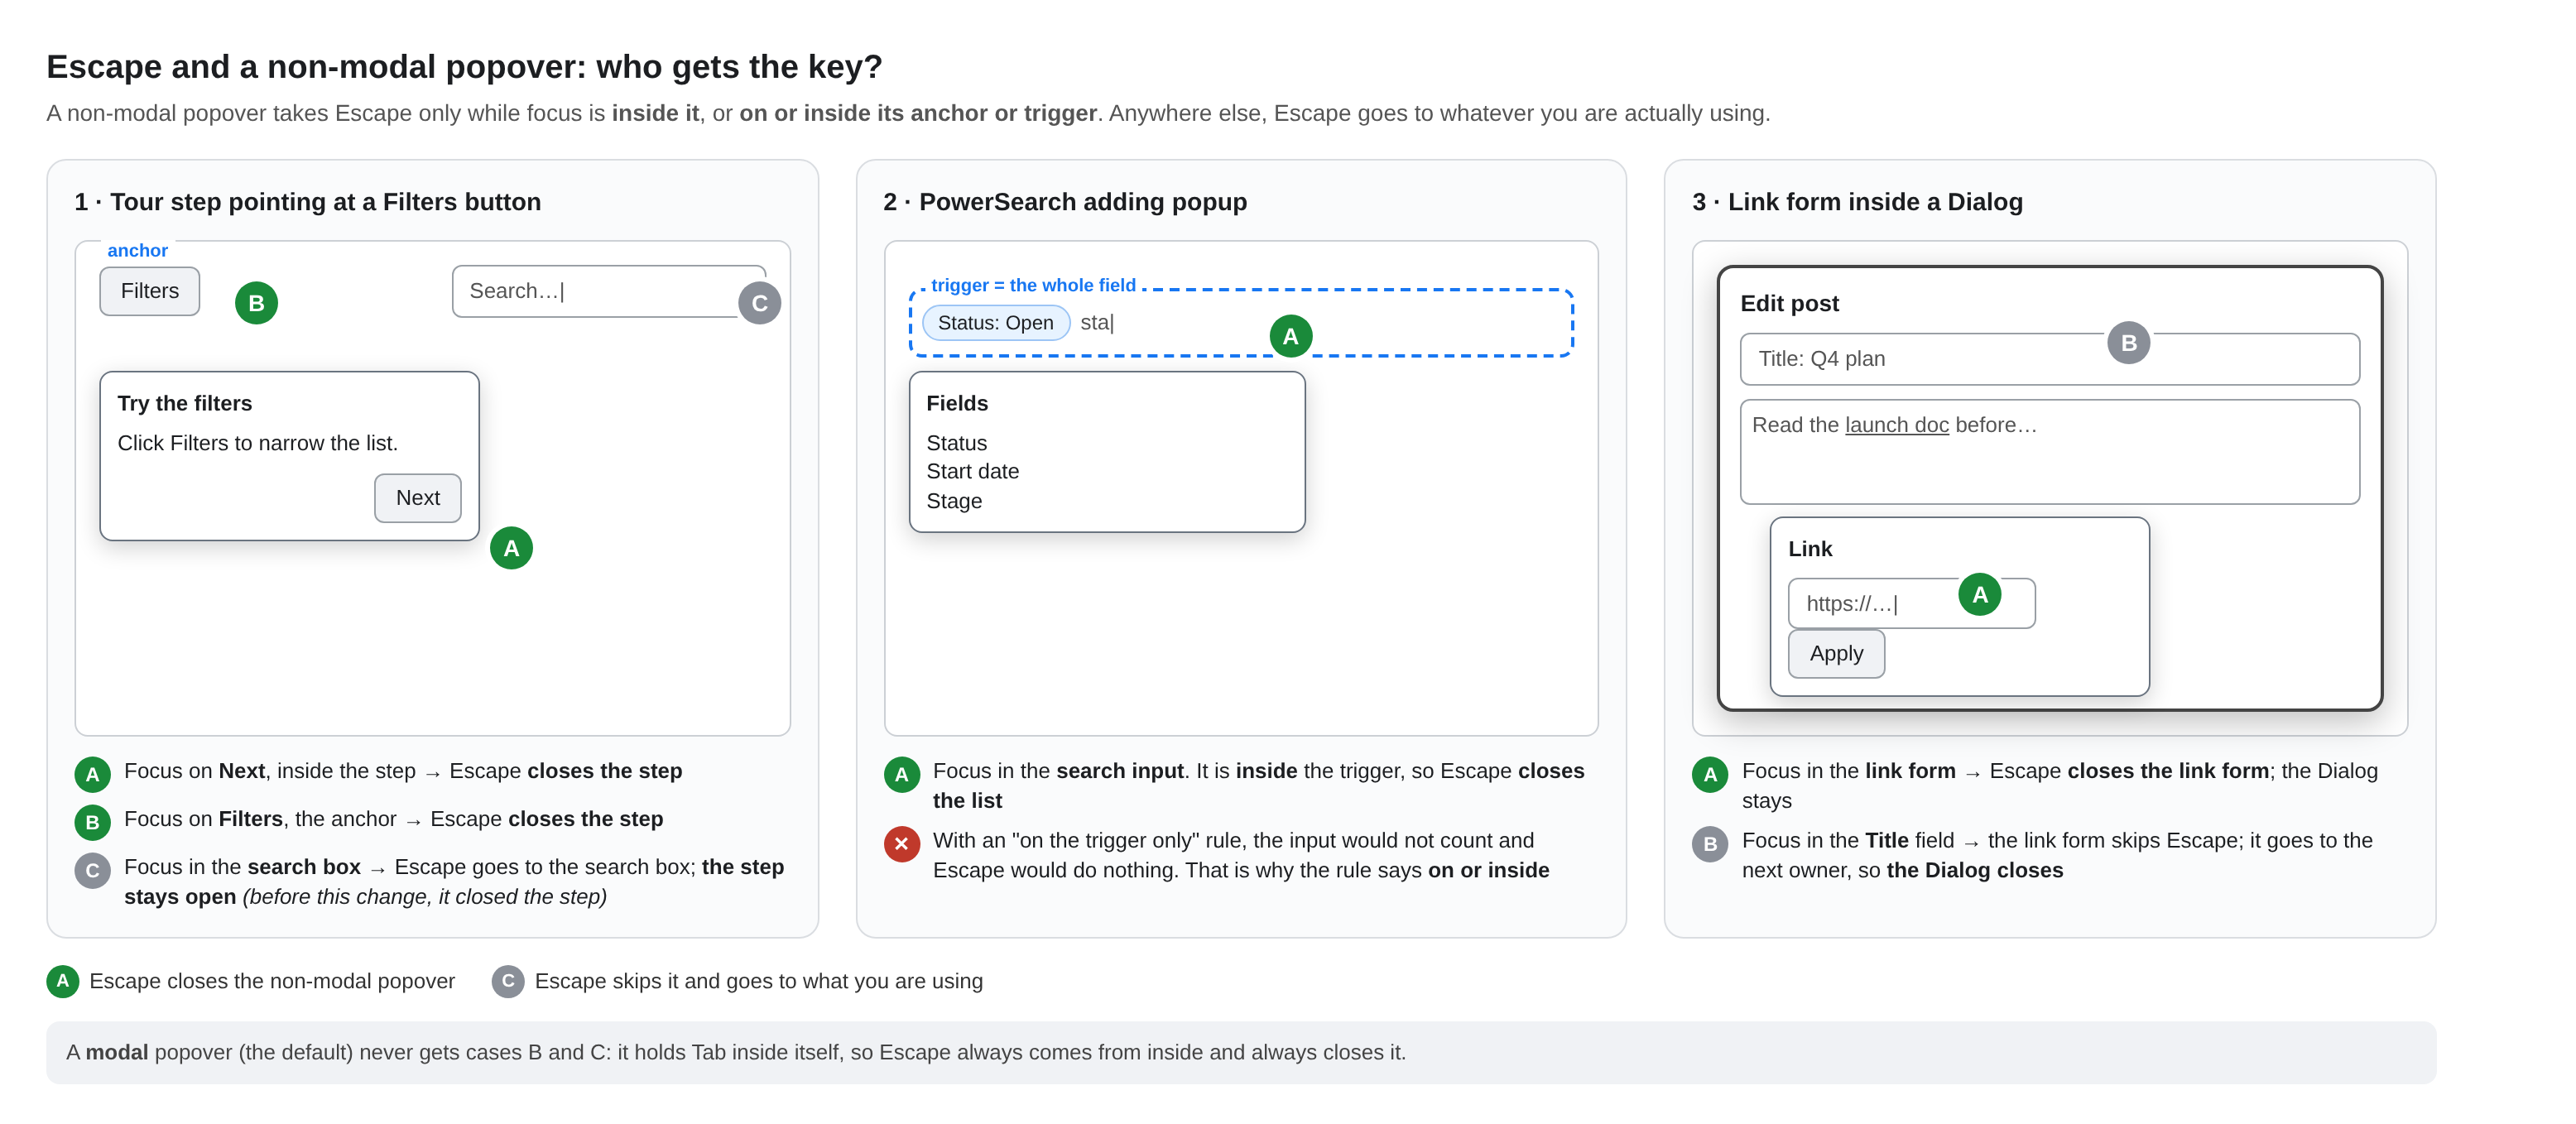 Escape and a non-modal popover: who gets the key?
A non-modal popover takes Escape only while focus is inside it, or on or inside its anchor or trigger. Anywhere else, Escape goes to whatever you are actually using.
1 · Tour step pointing at a Filters button
anchor
Filters
B
Search…|
C
Try the filters
Click Filters to narrow the list.
Next
A
A Focus on Next, inside the step → Escape closes the step
B Focus on Filters, the anchor → Escape closes the step
C Focus in the search box → Escape goes to the search box; the step
stays open (before this change, it closed the step)
2 · PowerSearch adding popup
trigger = the whole field
Status: Open sta|
A
Fields
Status
Start date
Stage
A Focus in the search input. It is inside the trigger, so Escape closes
the list
✕ With an "on the trigger only" rule, the input would not count and
Escape would do nothing. That is why the rule says on or inside
3 · Link form inside a Dialog
Edit post
B
Title: Q4 plan
Read the launch doc before…
Link
A
https://…|
Apply
A Focus in the link form → Escape closes the link form; the Dialog
stays
B Focus in the Title field → the link form skips Escape; it goes to the
next owner, so the Dialog closes
A Escape closes the non-modal popover
C Escape skips it and goes to what you are using
A modal popover (the default) never gets cases B and C: it holds Tab inside itself, so Escape always comes from inside and always closes it.